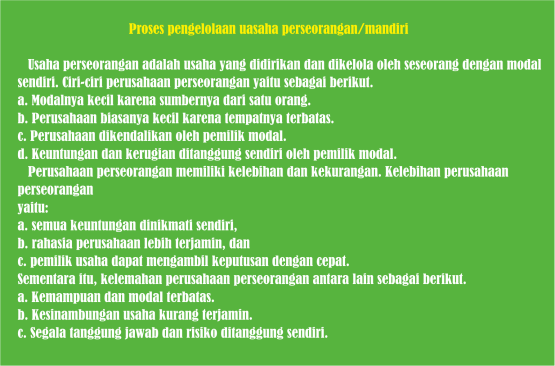 Proses pengelolaan uasaha perseorangan/mandiri
Usaha perseorangan adalah usaha yang didirikan dan dikelola oleh seseorang dengan modal
sendiri. Ciri-ciri perusahaan perseorangan yaitu sebagai berikut.
a. Modalnya kecil karena sumbernya dari satu orang.
b. Perusahaan biasanya kecil karena tempatnya terbatas.
c. Perusahaan dikendalikan oleh pemilik modal.
d. Keuntungan dan kerugian ditanggung sendiri oleh pemilik modal.
Perusahaan perseorangan memiliki kelebihan dan kekurangan. Kelebihan perusahaan
perseorangan
yaitu:
a. semua keuntungan dinikmati sendiri,
b. rahasia perusahaan lebih terjamin, dan
c. pemilik usaha dapat mengambil keputusan dengan cepat.
Sementara itu, kelemahan perusahaan perseorangan antara lain sebagai berikut.
a. Kemampuan dan modal terbatas.
b. Kesinambungan usaha kurang terjamin.
c. Segala tanggung jawab dan risiko ditanggung sendiri.